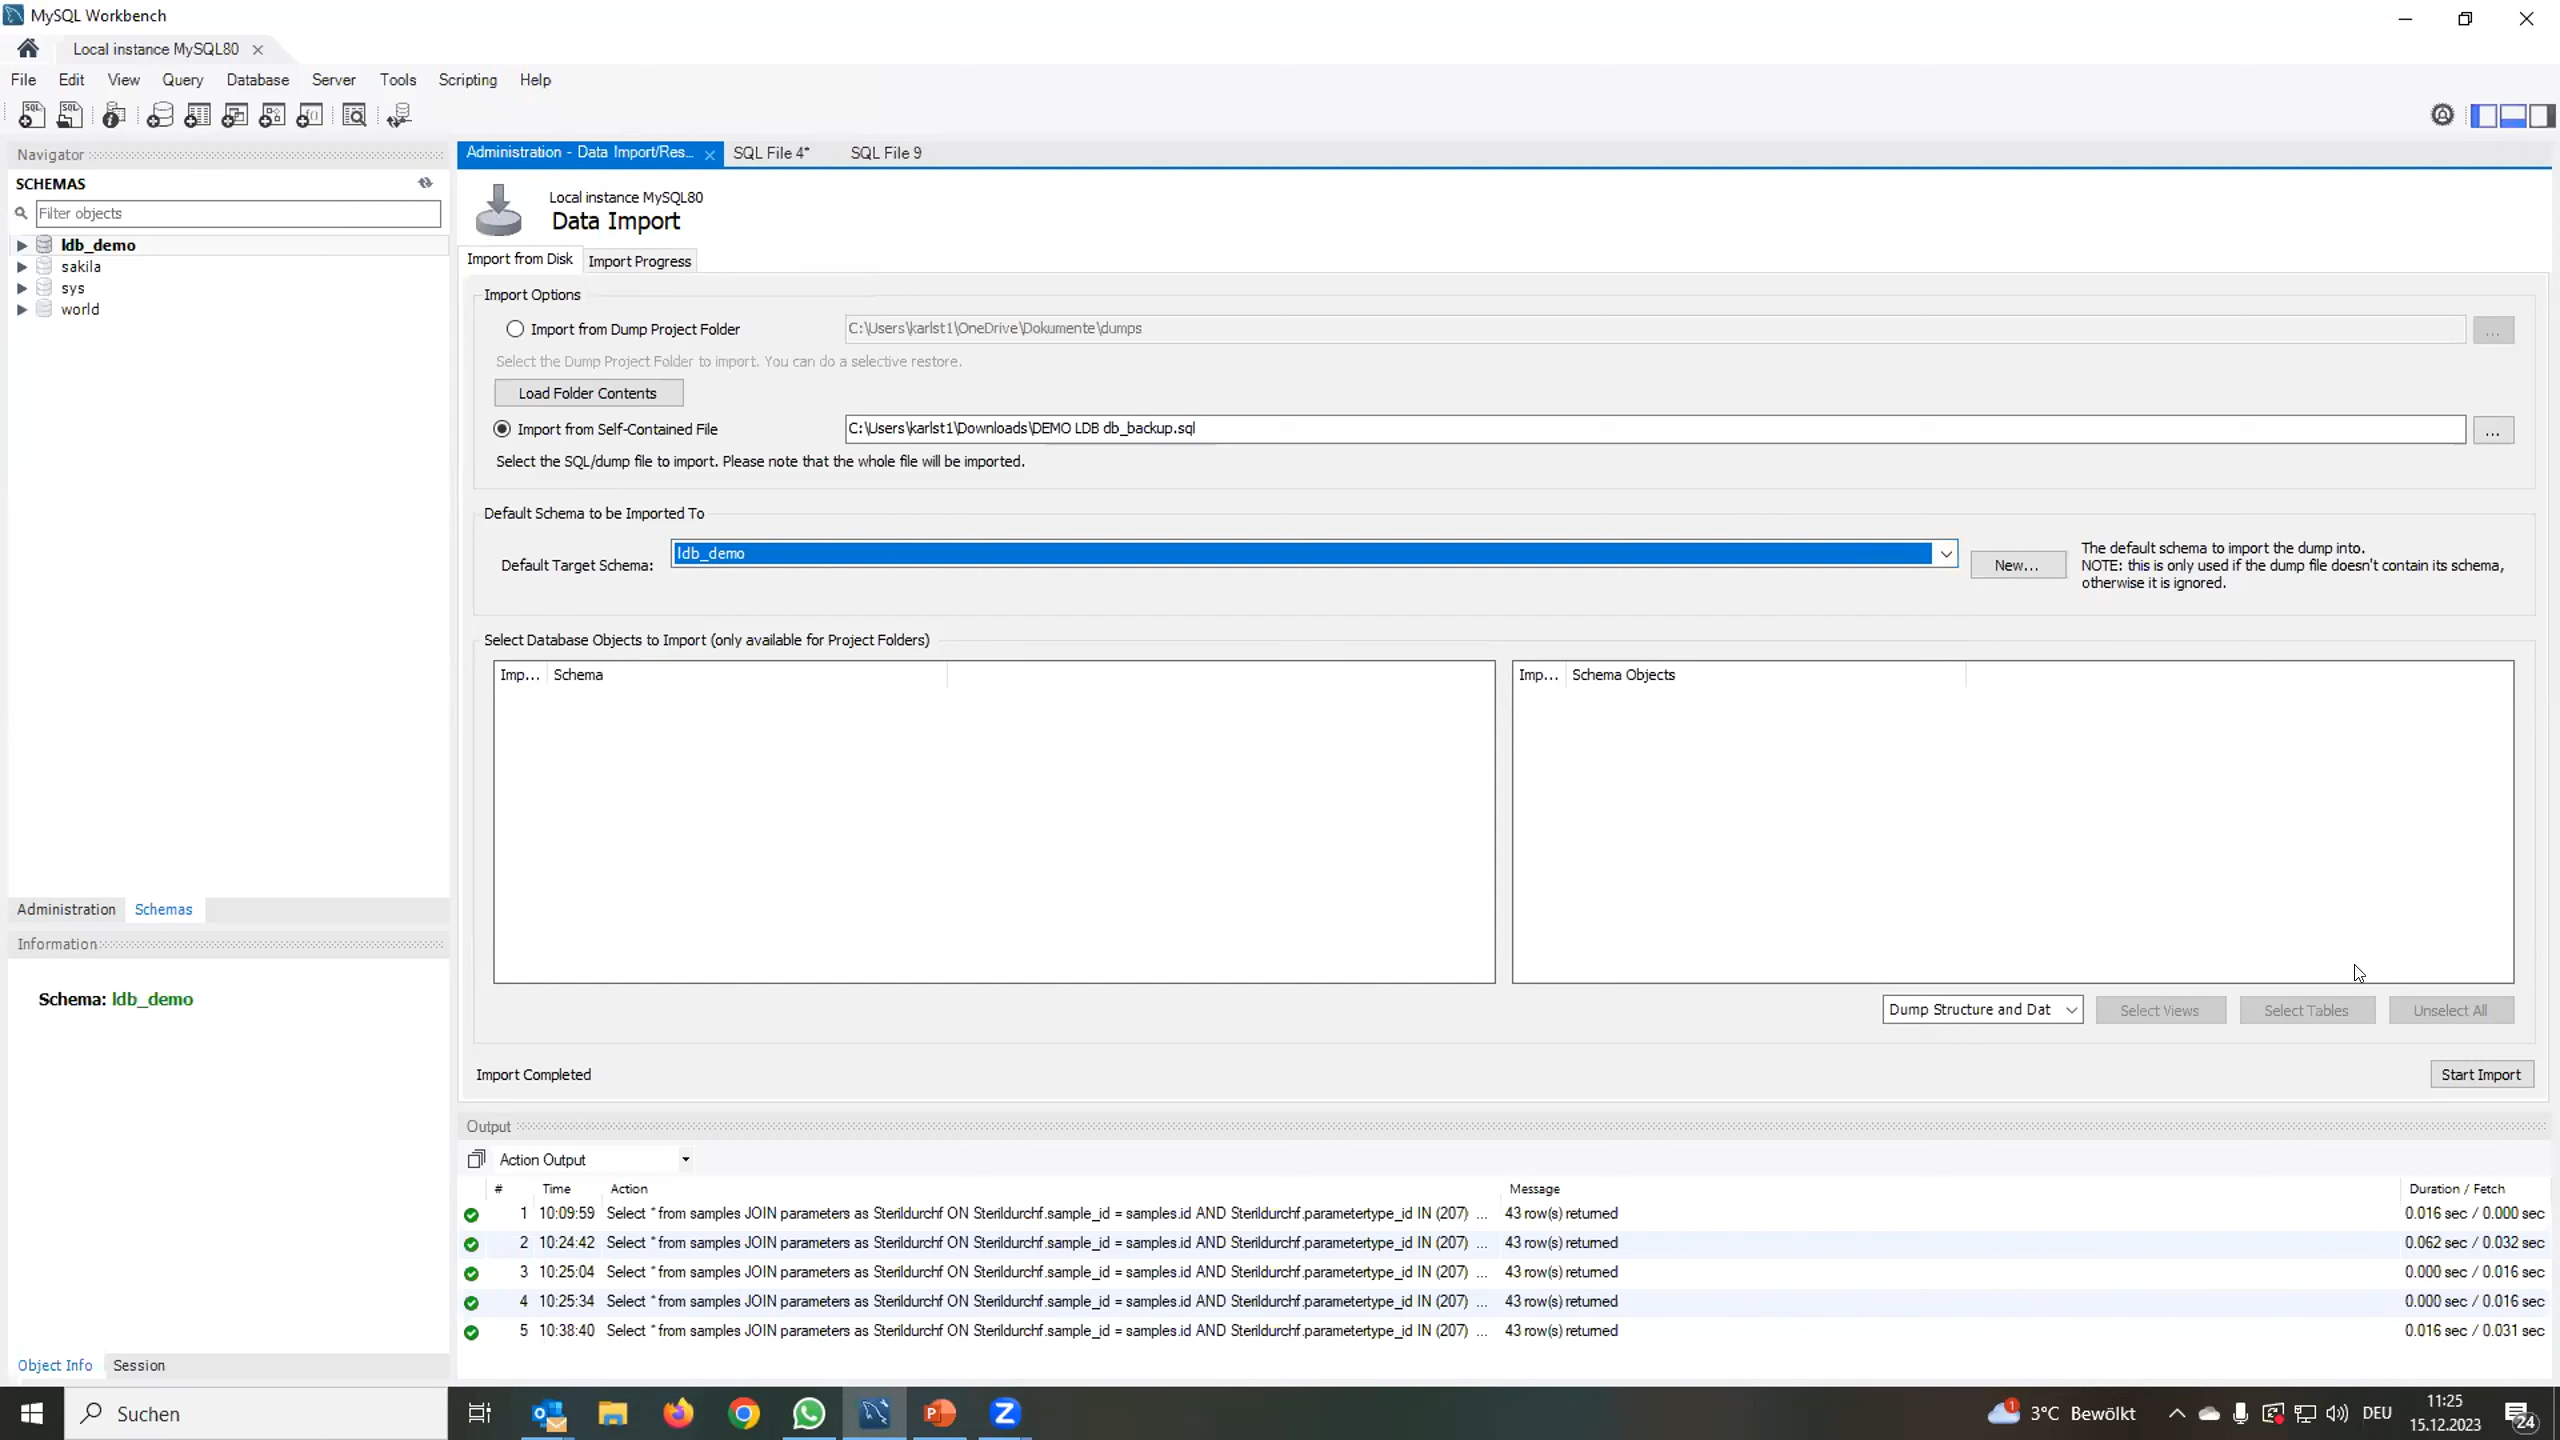 MySQL Workbench
Local instance MySQL80
File Edit View Query Database Server Tools Scripting Help
Navigator
SCHEMAS
Filter objects
ldb_demo
sakila
sys
world
Administration Schemas
Information
Schema: ldb_demo
Object Info Session
Administration - Data Import/Res... SQL File 4* SQL File 9
Local instance MySQL80
Data Import
Import from Disk Import Progress
Import Options
Import from Dump Project Folder C:\Users\karlst1\OneDrive\Dokumente\dumps ...
Select the Dump Project Folder to import. You can do a selective restore.
Load Folder Contents
Import from Self-Contained File C:\Users\karlst1\Downloads\DEMO LDB db_backup.sql ...
Select the SQL/dump file to import. Please note that the whole file will be imported.
Default Schema to be Imported To
Default Target Schema: ldb_demo New...
The default schema to import the dump into.
NOTE: this is only used if the dump file doesn't contain its schema,
otherwise it is ignored.
Select Database Objects to Import (only available for Project Folders)
Imp... Schema Imp... Schema Objects
Dump Structure and Dat Select Views Select Tables Unselect All
Import Completed Start Import
Output
Action Output
# Time Action Message Duration / Fetch
1 10:09:59 Select * from samples JOIN parameters as Sterildurchf ON Sterildurchf.sample_id = samples.id AND Sterildurchf.parametertype_id IN (207) ... 43 row(s) returned 0.016 sec / 0.000 sec
2 10:24:42 Select * from samples JOIN parameters as Sterildurchf ON Sterildurchf.sample_id = samples.id AND Sterildurchf.parametertype_id IN (207) ... 43 row(s) returned 0.062 sec / 0.032 sec
3 10:25:04 Select * from samples JOIN parameters as Sterildurchf ON Sterildurchf.sample_id = samples.id AND Sterildurchf.parametertype_id IN (207) ... 43 row(s) returned 0.000 sec / 0.016 sec
4 10:25:34 Select * from samples JOIN parameters as Sterildurchf ON Sterildurchf.sample_id = samples.id AND Sterildurchf.parametertype_id IN (207) ... 43 row(s) returned 0.000 sec / 0.016 sec
5 10:38:40 Select * from samples JOIN parameters as Sterildurchf ON Sterildurchf.sample_id = samples.id AND Sterildurchf.parametertype_id IN (207) ... 43 row(s) returned 0.016 sec / 0.031 sec
Suchen
1 3°C Bewölkt DEU
11:25
15.12.2023
24